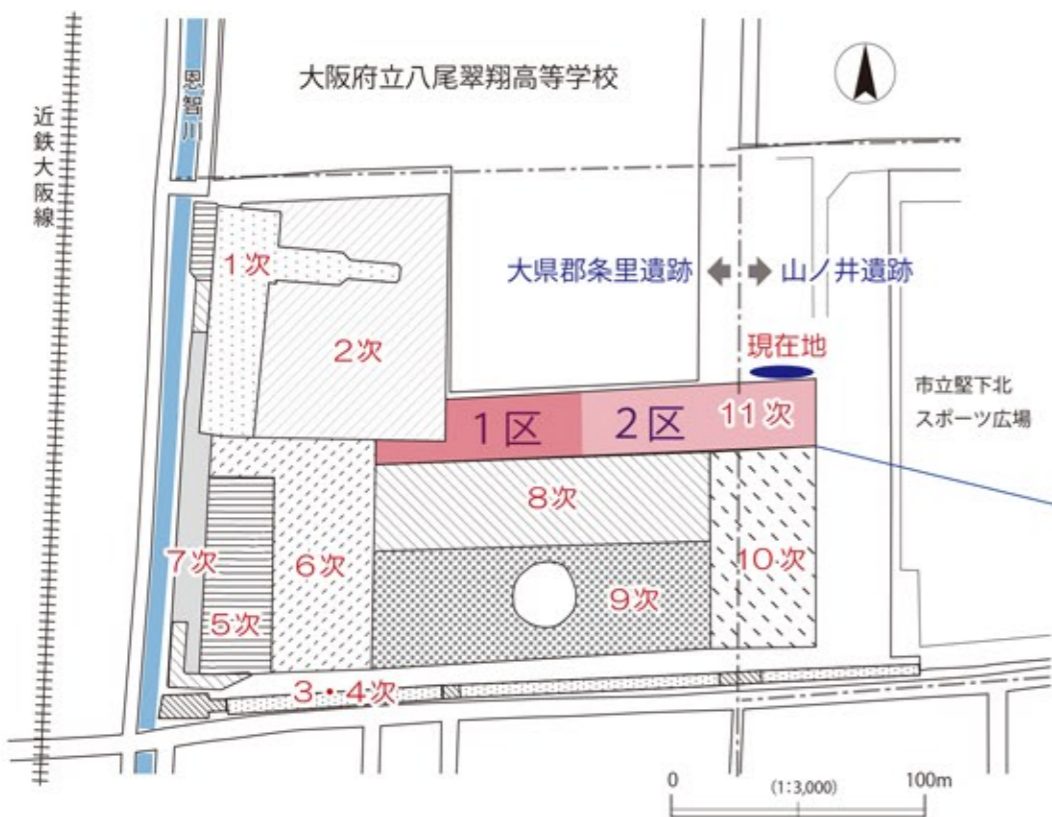 大阪府立八尾翠翔高等学校
恩智川
近鉄大阪線
1次
大県郡条里遺跡
山ノ井遺跡
2次
現在地
市立堅下北
スポーツ広場
1区
2区
11次
8次
7次
6次
10次
9次
5次
3・4次
0
(1:3,000)
100m